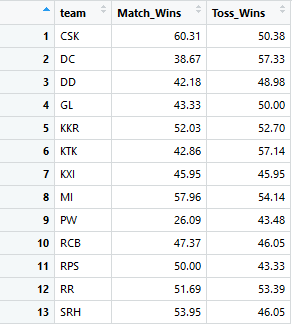 team Match_Wins Toss_Wins
1 CSK 60.31 50.38
2 DC 38.67 57.33
3 DD 42.18 48.98
4 GL 43.33 50.00
5 KKR 52.03 52.70
6 KTK 42.86 57.14
7 KXI 45.95 45.95
8 MI 57.96 54.14
9 PW 26.09 43.48
10 RCB 47.37 46.05
11 RPS 50.00 43.33
12 RR 51.69 53.39
13 SRH 53.95 46.05